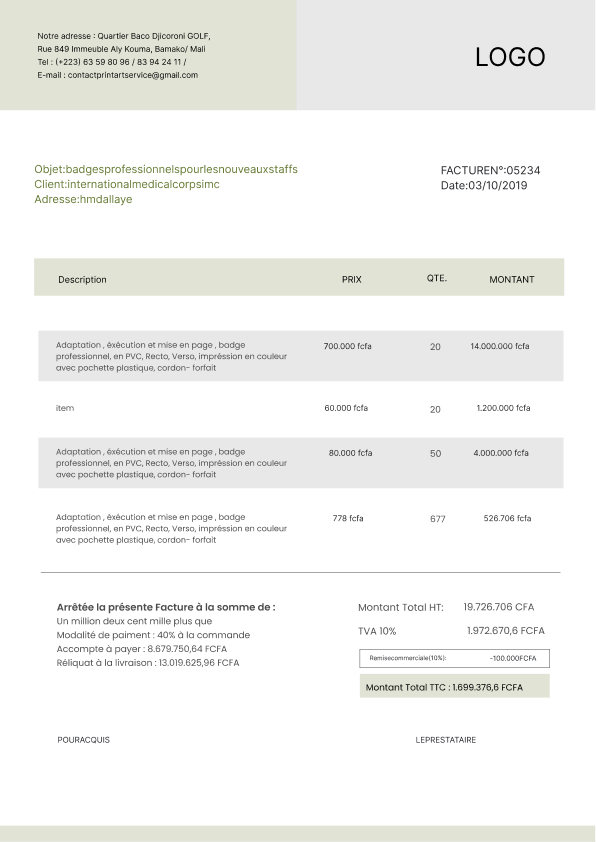 Notre adresse : Quartier Baco Djicoroni GOLF,
Rue 849 Immeuble Aly Kouma, Bamako/ Mali
Tel : (+223) 63 59 80 96 / 83 94 24 11 /
E-mail : contactprintartservice@gmail.com
LOGO
Objet:badgesprofessionnelspourlesnouveauxstaffs
Client:internationalmedicalcorpsimc
Adresse:hmdallaye
FACTUREN°:05234
Date:03/10/2019
Description PRIX QTE. MONTANT
Adaptation , éxécution et mise en page , badge
professionnel, en PVC, Recto, Verso, impréssion en couleur
avec pochette plastique, cordon- forfait
700.000 fcfa 20 14.000.000 fcfa
item 60.000 fcfa 20 1.200.000 fcfa
Adaptation , éxécution et mise en page , badge
professionnel, en PVC, Recto, Verso, impréssion en couleur
avec pochette plastique, cordon- forfait
80.000 fcfa 50 4.000.000 fcfa
Adaptation , éxécution et mise en page , badge
professionnel, en PVC, Recto, Verso, impréssion en couleur
avec pochette plastique, cordon- forfait
778 fcfa 677 526.706 fcfa
Arrêtée la présente Facture à la somme de :
Un million deux cent mille plus que
Modalité de paiment : 40% à la commande
Accompte à payer : 8.679.750,64 FCFA
Réliquat à la livraison : 13.019.625,96 FCFA
Montant Total HT: 19.726.706 CFA
TVA 10% 1.972.670,6 FCFA
Remisecommerciale(10%): -100.000FCFA
Montant Total TTC : 1.699.376,6 FCFA
POURACQUIS
LEPRESTATAIRE